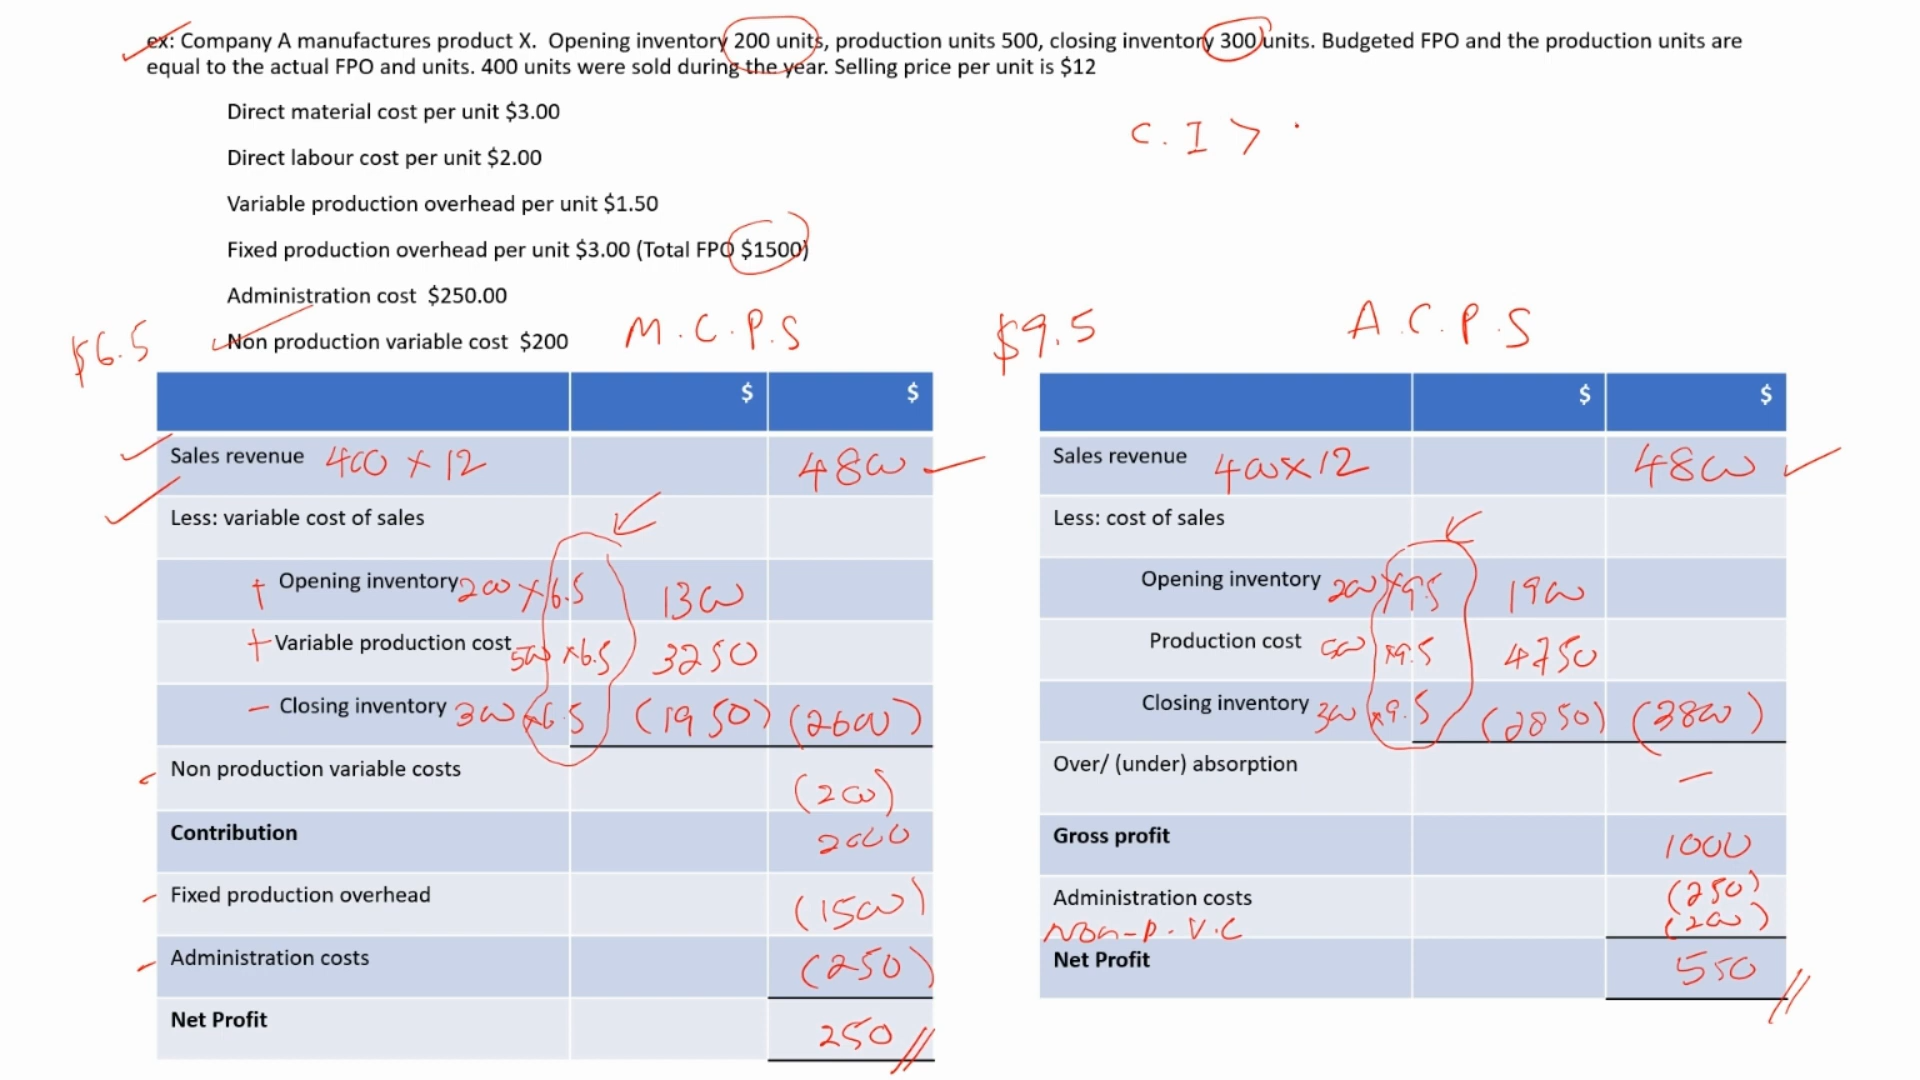 ex: Company A manufactures product X. Opening inventory 200 units, production units 500, closing inventory 300 units. Budgeted FPO and the production units are
equal to the actual FPO and units. 400 units were sold during the year. Selling price per unit is $12
Direct material cost per unit $3.00
C.I >
Direct labour cost per unit $2.00
Variable production overhead per unit $1.50
Fixed production overhead per unit $3.00 (Total FPO $1500)
Administration cost $250.00
Non production variable cost $200
$6.5
M.C.P.S
$ $
Sales revenue 400 x 12 4800
Less: variable cost of sales
+ Opening inventory 200 x 6.5 1300
+ Variable production cost 500 x 6.5 3250
- Closing inventory 300 x 6.5 (1950) (2600)
Non production variable costs (200)
Contribution 2000
Fixed production overhead (1500)
Administration costs (250)
Net Profit 250
$9.5
A.C.P.S
$ $
Sales revenue 400 x 12 4800
Less: cost of sales
Opening inventory 200 x 9.5 1900
Production cost 500 x 9.5 4750
Closing inventory 300 x 9.5 (2850) (3800)
Over/ (under) absorption -
Gross profit 1000
Administration costs (250)
Non-P.V.C (200)
Net Profit 550